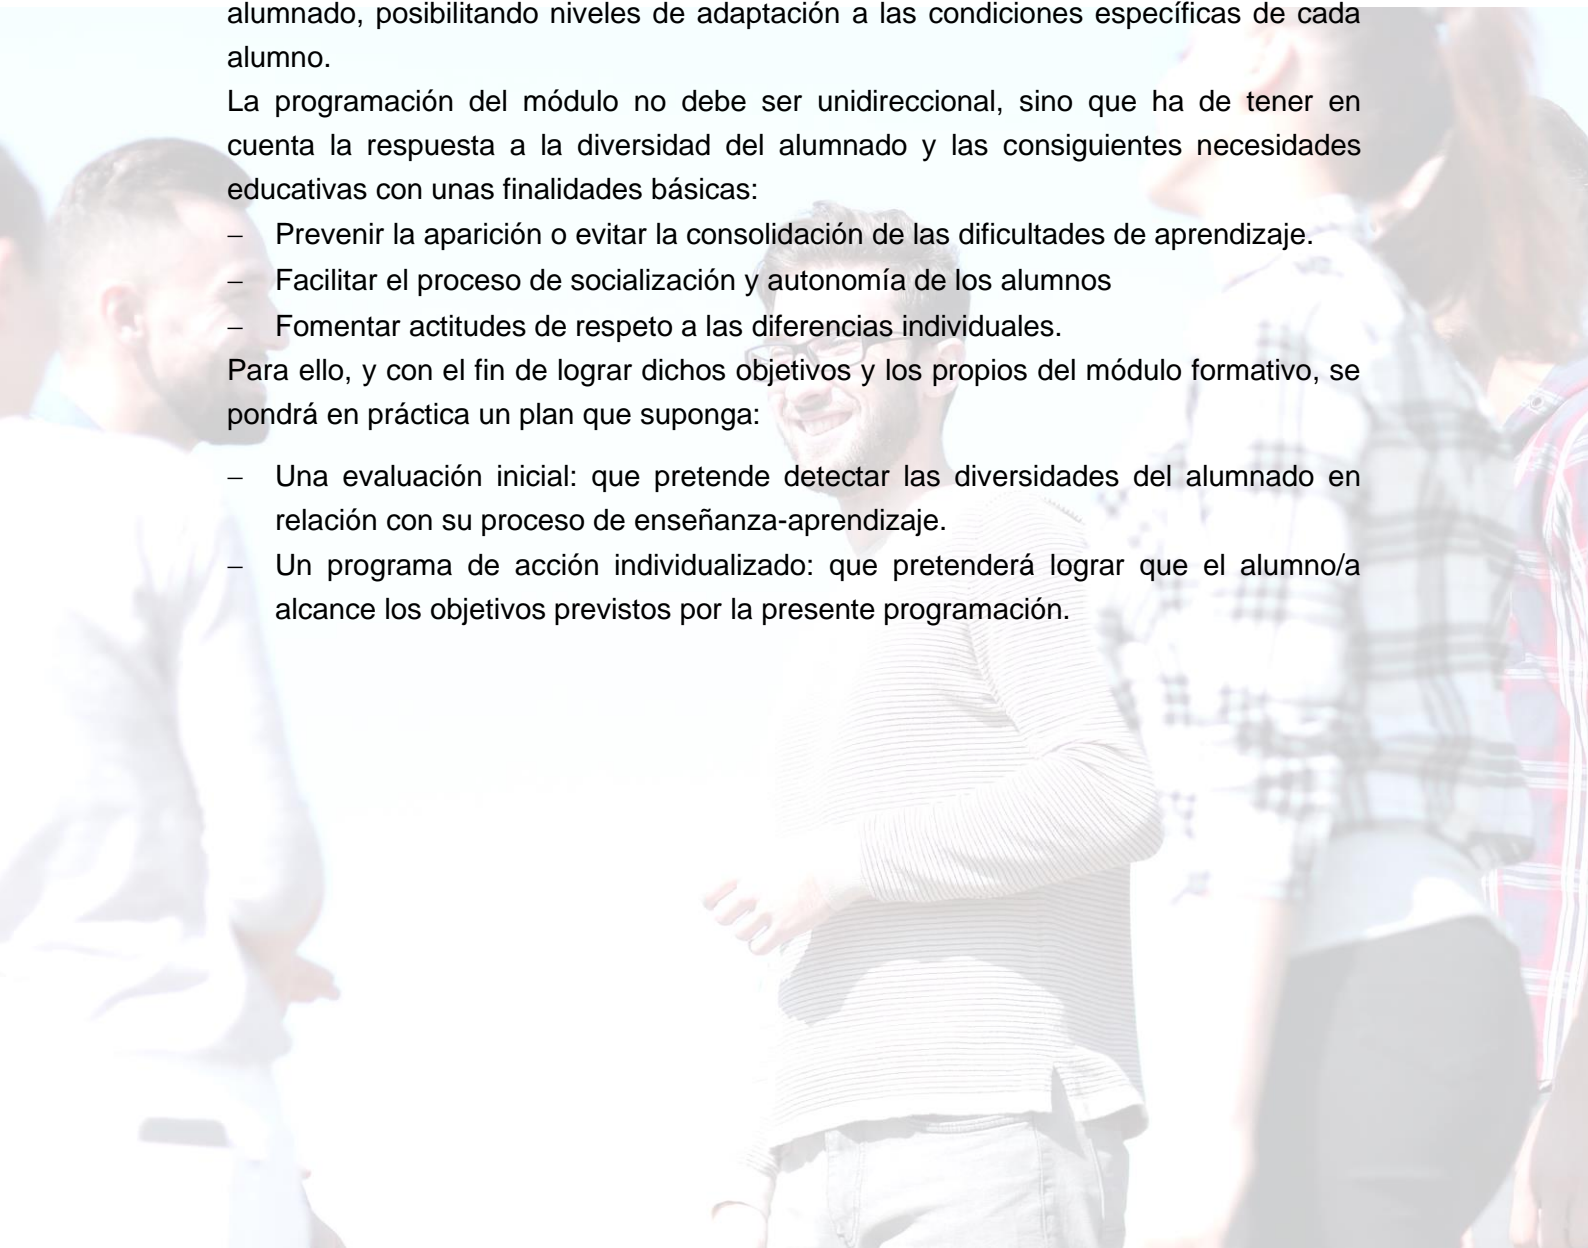 alumnado, posibilitando niveles de adaptación a las condiciones específicas de cada
alumno.
La programación del módulo no debe ser unidireccional, sino que ha de tener en
cuenta la respuesta a la diversidad del alumnado y las consiguientes necesidades
educativas con unas finalidades básicas:
– Prevenir la aparición o evitar la consolidación de las dificultades de aprendizaje.
– Facilitar el proceso de socialización y autonomía de los alumnos
– Fomentar actitudes de respeto a las diferencias individuales.
Para ello, y con el fin de lograr dichos objetivos y los propios del módulo formativo, se
pondrá en práctica un plan que suponga:
– Una evaluación inicial: que pretende detectar las diversidades del alumnado en
relación con su proceso de enseñanza-aprendizaje.
– Un programa de acción individualizado: que pretenderá lograr que el alumno/a
alcance los objetivos previstos por la presente programación.